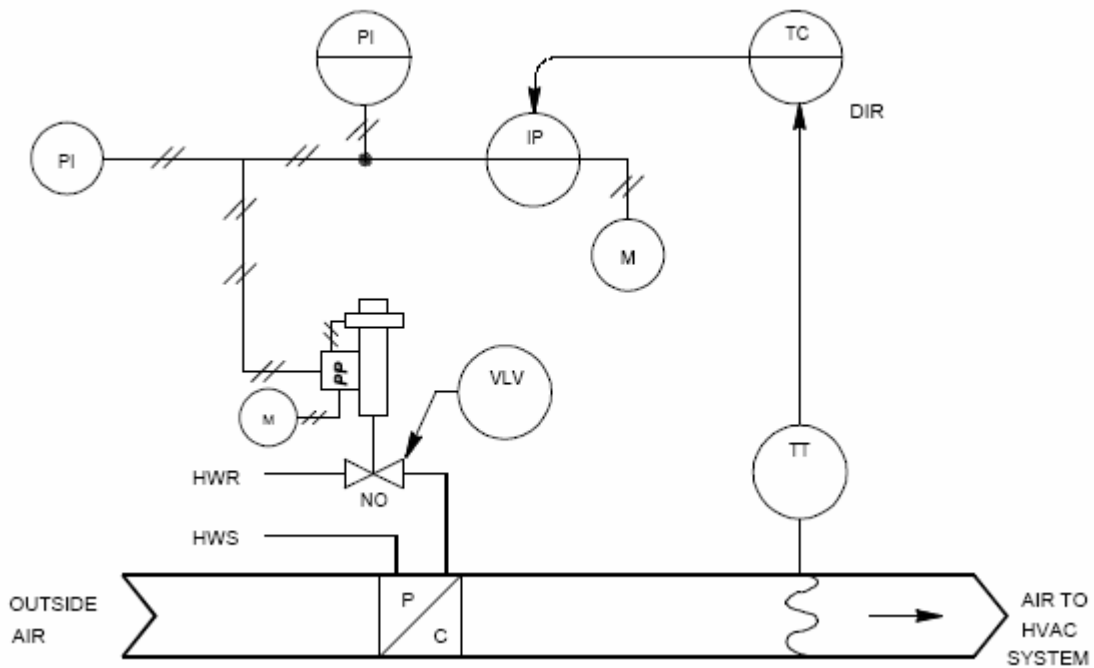 PI
TC
DIR
PI
IP
M
PP
VLV
M
TT
HWR
NO
HWS
OUTSIDE
AIR
P
C
AIR TO
HVAC
SYSTEM